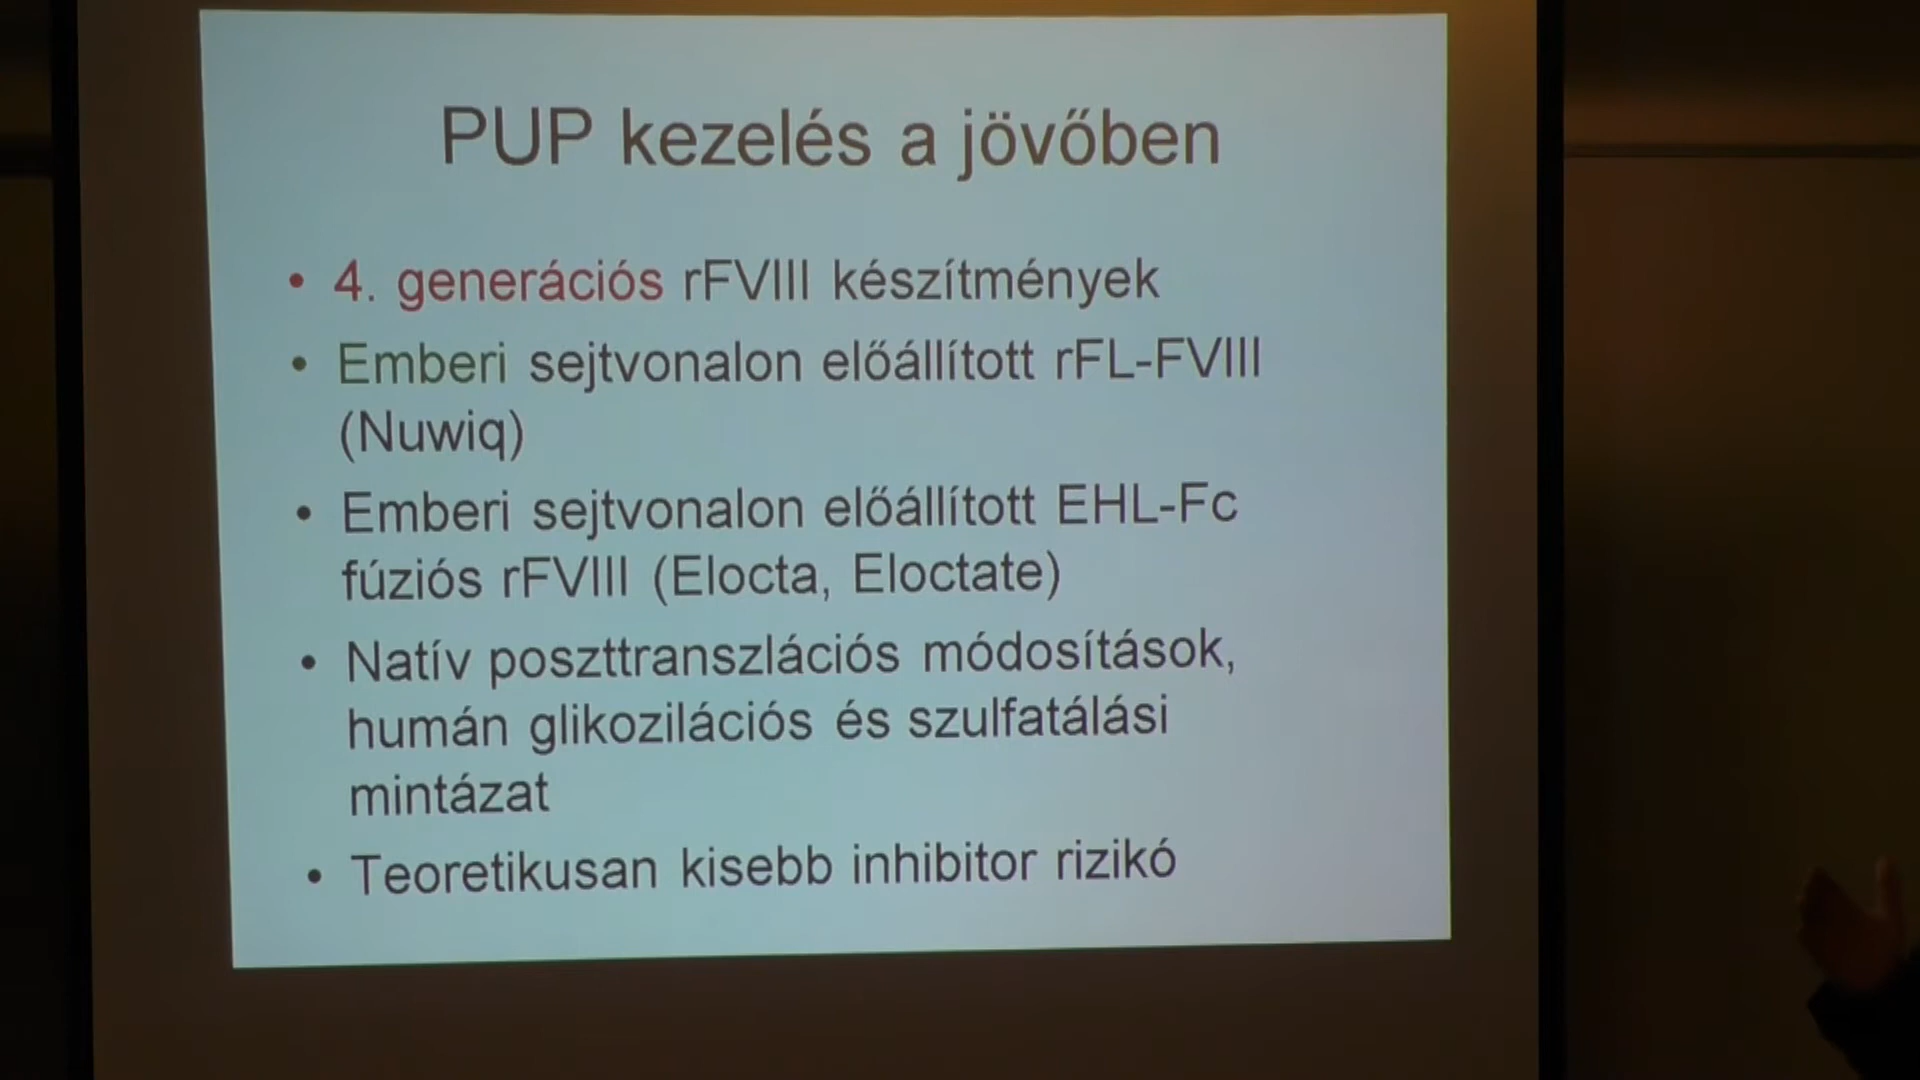 PUP kezelés a jövőben
• 4. generációs rFVIII készítmények
• Emberi sejtvonalon előállított rFL-FVIII
(Nuwiq)
• Emberi sejtvonalon előállított EHL-Fc
fúziós rFVIII (Elocta, Eloctate)
• Natív poszttranszlációs módosítások,
humán glikozilációs és szulfatálási
mintázat
• Teoretikusan kisebb inhibitor rizikó